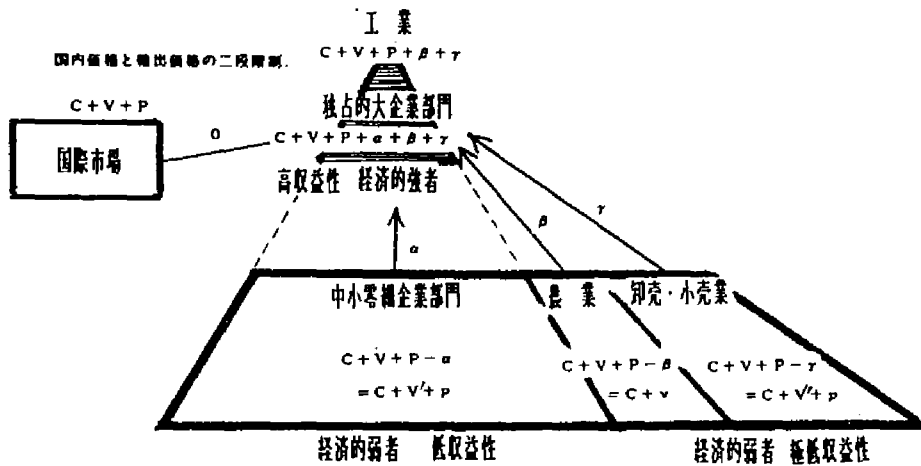 工業
C+V+P+β+γ
国内価格と輸出価格の二段階制.
独占的大企業部門
C+V+P
O
C+V+P+α+β+γ
国際市場
高収益性 経済的強者
γ
β
α
中小零細企業部門
農業
卸売・小売業
C+V+P-α
C+V+P-β
C+V+P-γ
=C+V'+p
=C+v
=C+V'+p
経済的弱者 低収益性
経済的弱者 極低収益性